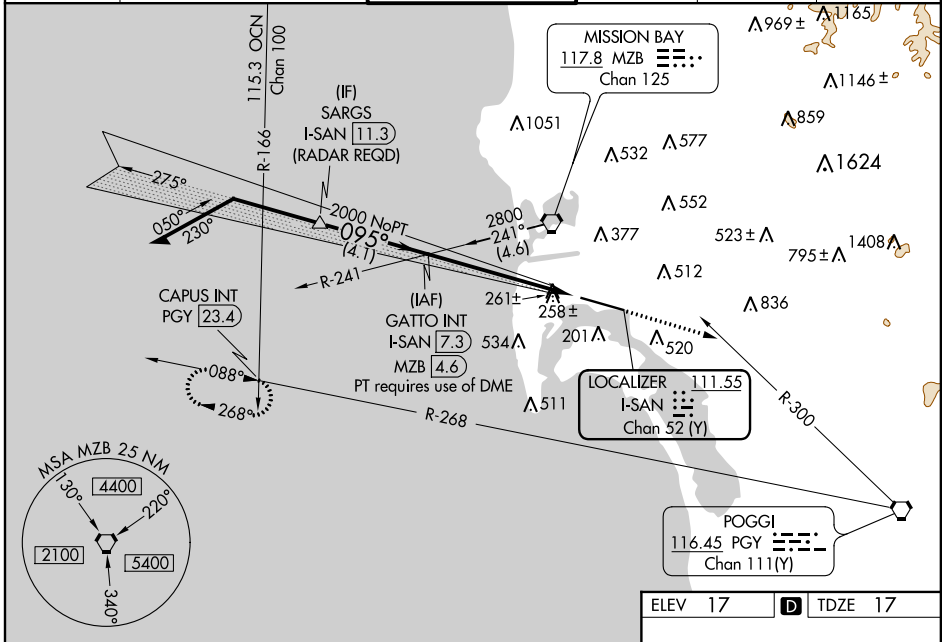 115.3 OCN
Chan 100
R-166
(IF)
SARGS
I-SAN 11.3
(RADAR REQD)
MISSION BAY
117.8 MZB
Chan 125
969±
1165
1146±
859
1624
1051
577
532
552
377
523±
795±
1408
512
836
275°
050°
230°
2000 NoPT
095°
(4.1)
2800
241°
(4.6)
R-241
(IAF)
GATTO INT
I-SAN 7.3
MZB 4.6
PT requires use of DME
261±
258±
534
201
520
511
CAPUS INT
PGY 23.4
088°
268°
R-268
LOCALIZER 111.55
I-SAN
Chan 52 (Y)
R-300
POGGI
116.45 PGY
Chan 111(Y)
MSA MZB 25 NM
130°
4400
220°
2100
5400
340°
ELEV 17 D TDZE 17